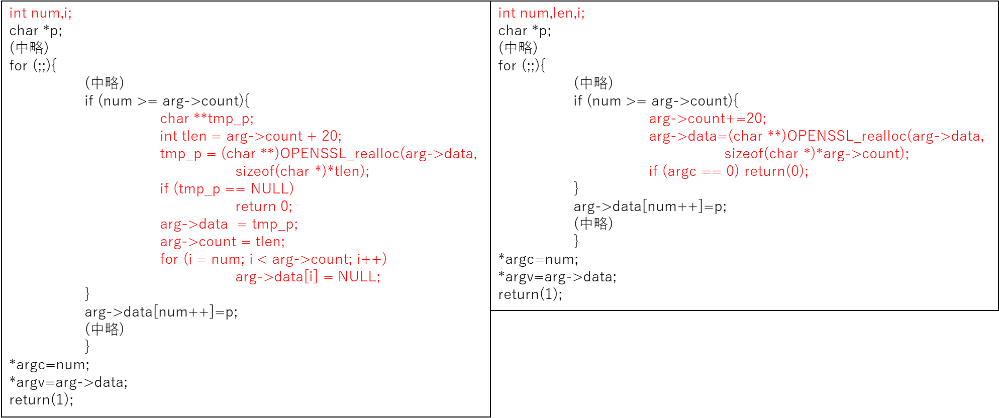 int num,i;
char *p;
(中略)
for (;;){
(中略)
if (num >= arg->count){
char **tmp_p;
int tlen = arg->count + 20;
tmp_p = (char **)OPENSSL_realloc(arg->data,
sizeof(char *)*tlen);
if (tmp_p == NULL)
return 0;
arg->data  = tmp_p;
arg->count = tlen;
for (i = num; i < arg->count; i++)
arg->data[i] = NULL;
}
arg->data[num++]=p;
(中略)
}
*argc=num;
*argv=arg->data;
return(1);
int num,len,i;
char *p;
(中略)
for (;;){
(中略)
if (num >= arg->count){
arg->count+=20;
arg->data=(char **)OPENSSL_realloc(arg->data,
sizeof(char *)*arg->count);
if (argc == 0) return(0);
}
arg->data[num++]=p;
(中略)
}
*argc=num;
*argv=arg->data;
return(1);